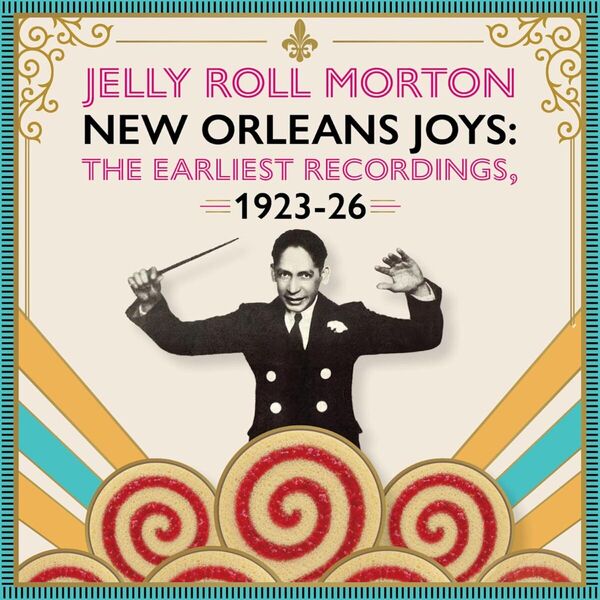 JELLY ROLL MORTON
NEW ORLEANS JOYS:
THE EARLIEST RECORDINGS,
1923-26